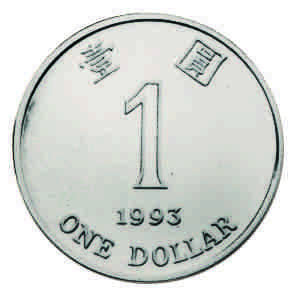 壹 圓
1
1993
ONE DOLLAR